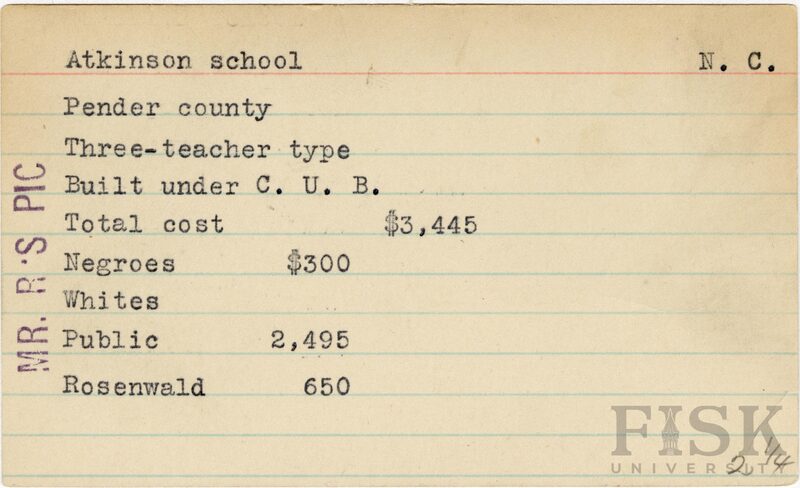 Atkinson school N. C.
Pender county
Three-teacher type
Built under C. U. B.
Total cost $3,445
Negroes $300
Whites
Public 2,495
Rosenwald 650
MR. R'S PIC
FISK
UNIVERSITY